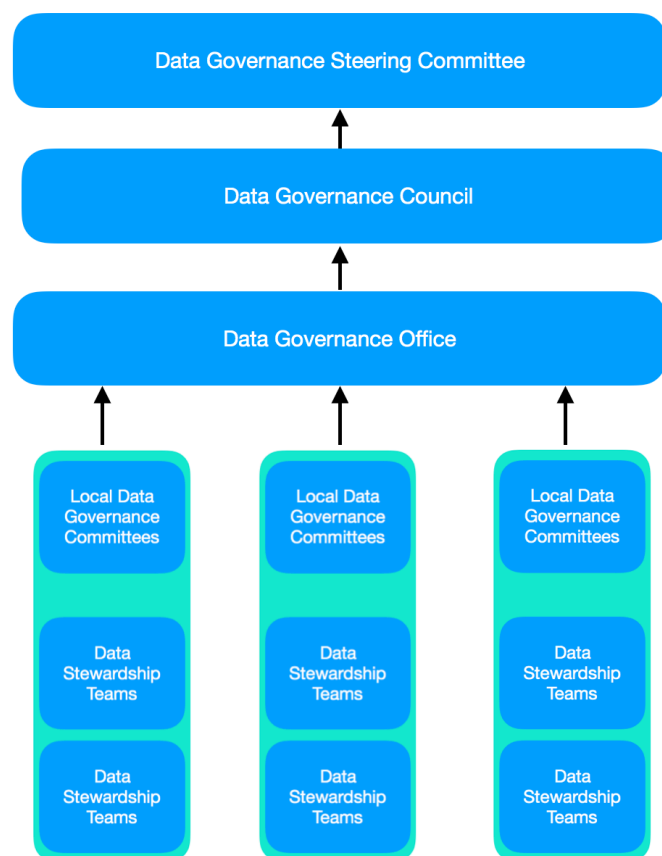 Data Governance Steering Committee
Data Governance Council
Data Governance Office
Local Data
Governance
Committees
Local Data
Governance
Committees
Local Data
Governance
Committees
Data
Stewardship
Teams
Data
Stewardship
Teams
Data
Stewardship
Teams
Data
Stewardship
Teams
Data
Stewardship
Teams
Data
Stewardship
Teams